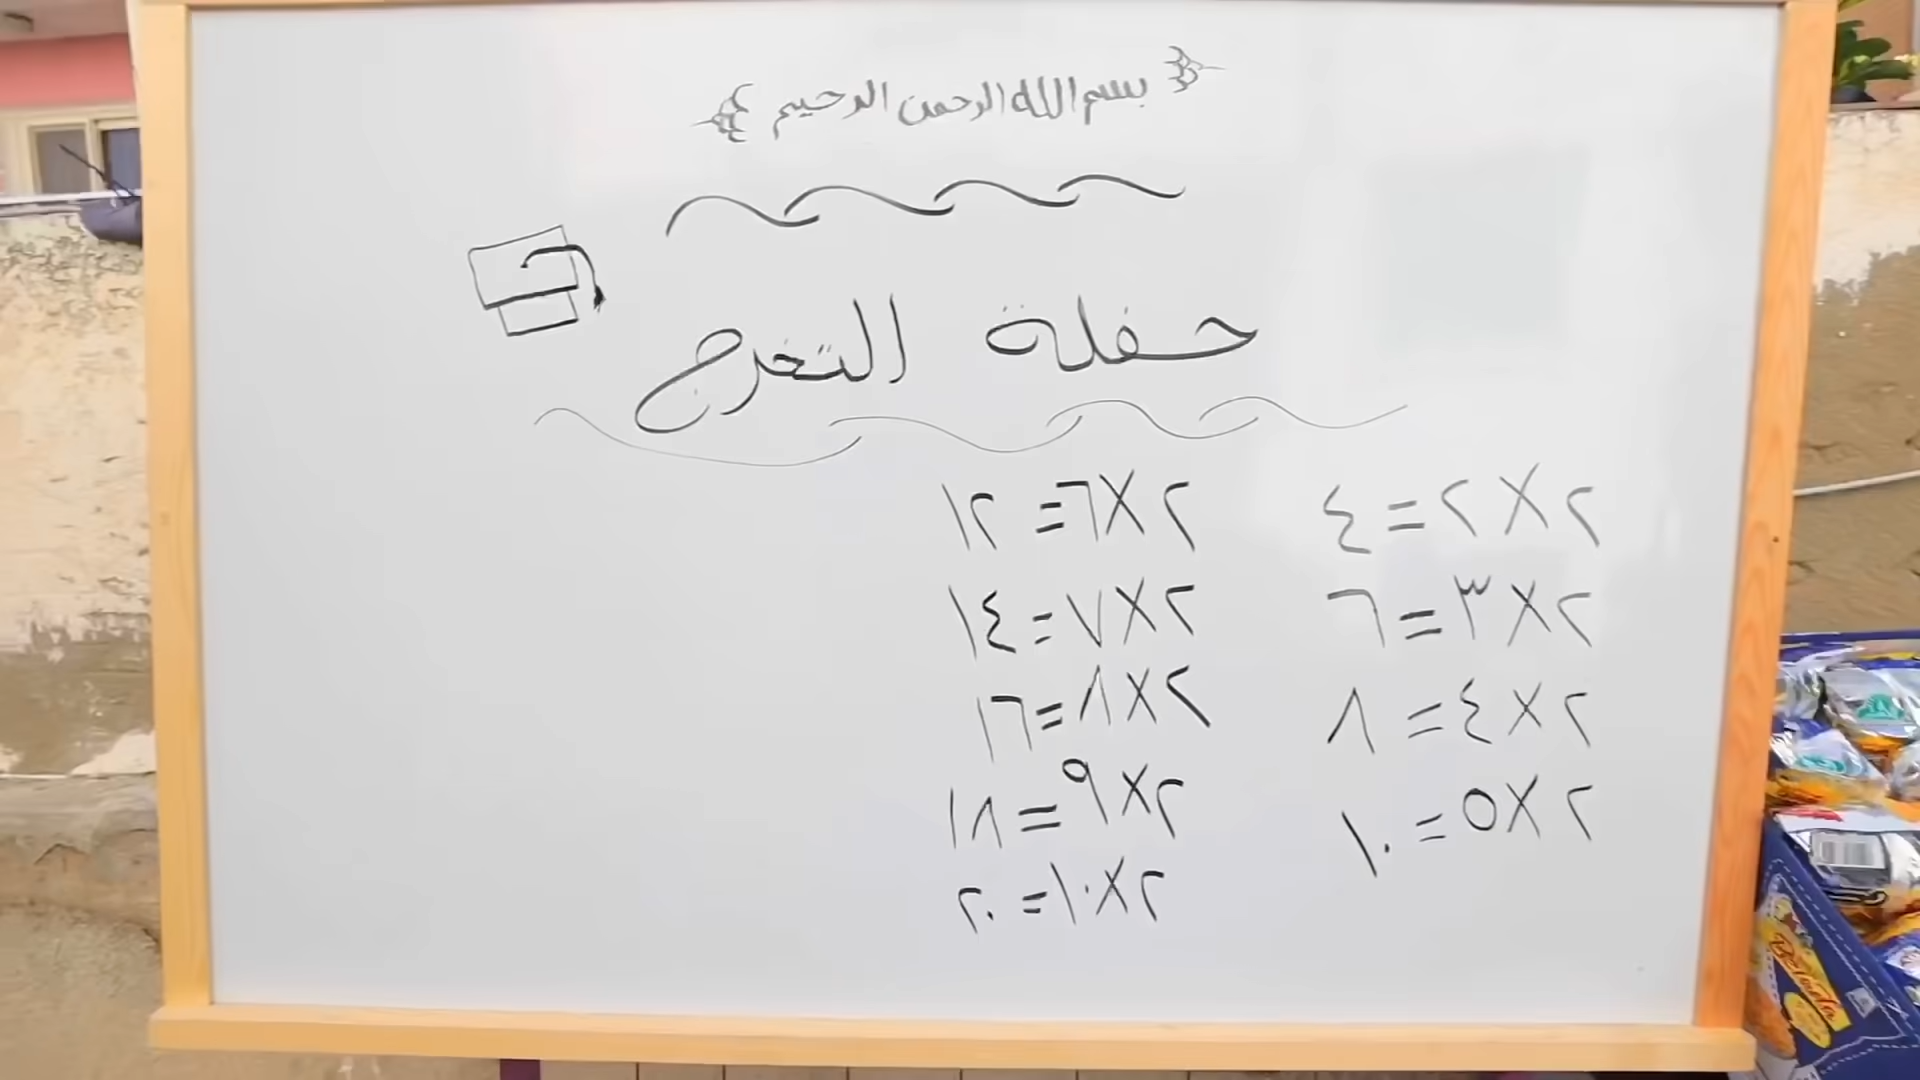 بسم الله الرحمن الرحيم
حفلة التخرج
٢ X ٢ = ٤
٢ X ٣ = ٦
٢ X ٤ = ٨
٢ X ٥ = ١٠
٢ X ٦ = ١٢
٢ X ٧ = ١٤
٢ X ٨ = ١٦
٢ X ٩ = ١٨
٢ X ١٠ = ٢٠